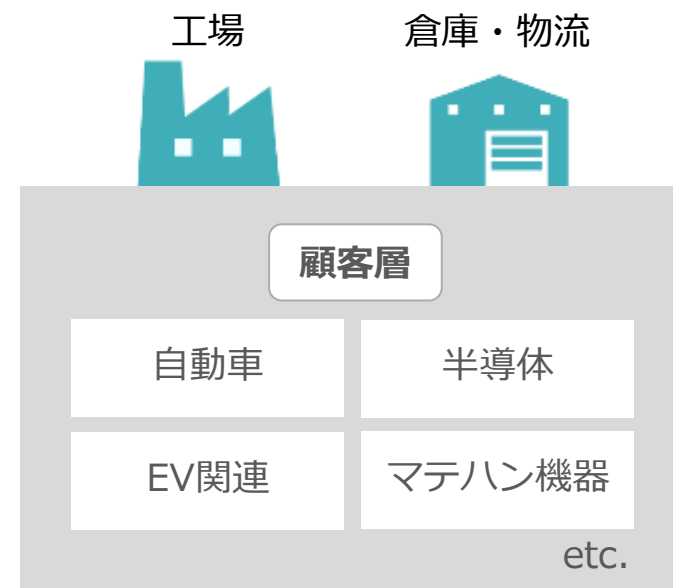 工場
倉庫・物流
顧客層
自動車
半導体
EV関連
マテハン機器
etc.